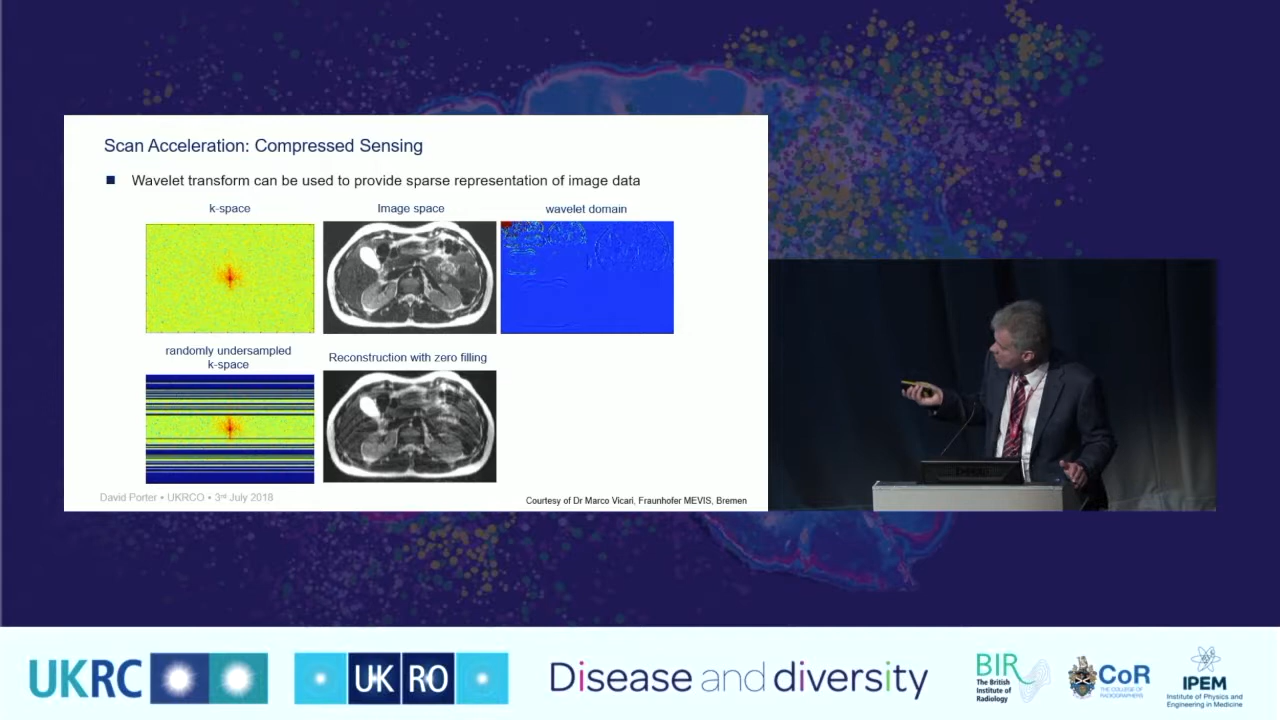 Scan Acceleration: Compressed Sensing
Wavelet transform can be used to provide sparse representation of image data
k-space
Image space
wavelet domain
randomly undersampled
k-space
Reconstruction with zero filling
David Porter • UKRCO • 3rd July 2018
Courtesy of Dr Marco Vicari, Fraunhofer MEVIS, Bremen
UKRC
UK RO
Disease and diversity
BIR
The British
Institute of
Radiology
CoR
THE COLLEGE OF
RADIOGRAPHERS
IPEM
Institute of Physics and
Engineering in Medicine